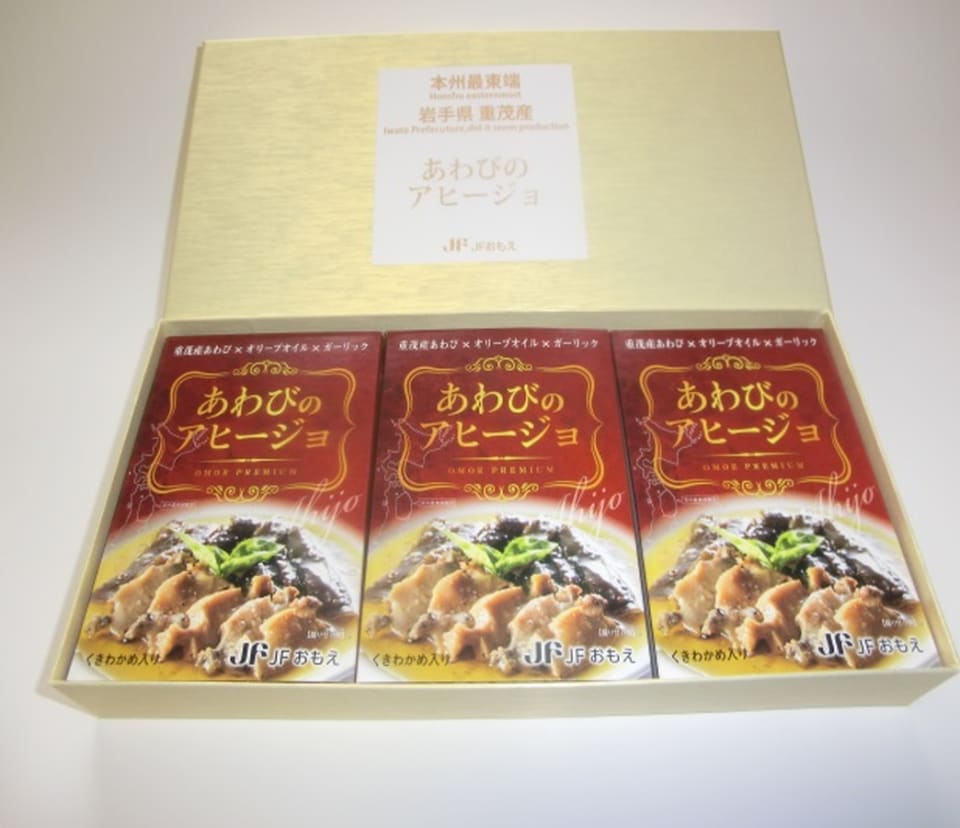 本州最東端
Honshu easternmost
岩手県 重茂産
Iwate Prefecuture,did it seem production
あわびの
アヒージョ
JF JFおもえ
重茂産あわび×オリーブオイル×ガーリック
あわびの
アヒージョ
OMOE PREMIUM
Ahijo
くきわかめ入り
JF JFおもえ
重茂産あわび×オリーブオイル×ガーリック
あわびの
アヒージョ
OMOE PREMIUM
Ahijo
くきわかめ入り
JF JFおもえ
重茂産あわび×オリーブオイル×ガーリック
あわびの
アヒージョ
OMOE PREMIUM
Ahijo
くきわかめ入り
JF JFおもえ